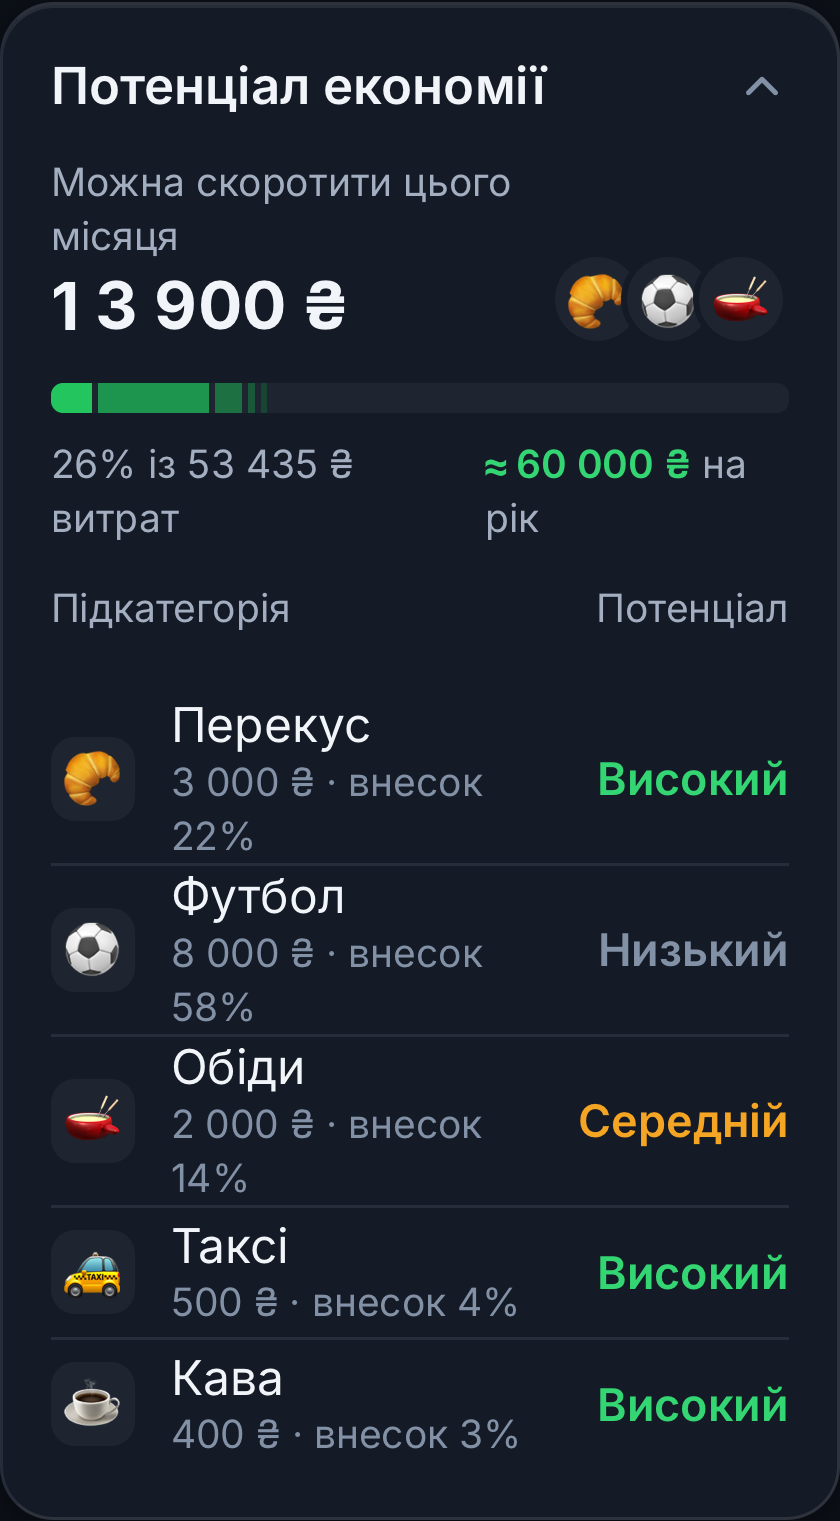 Потенціал економії
Можна скоротити цього
місяця
13 900 ₴
26% із 53 435 ₴
витрат
≈ 60 000 ₴ на
рік
Підкатегорія
Потенціал
Перекус
3 000 ₴ · внесок
22%
Високий
Футбол
8 000 ₴ · внесок
58%
Низький
Обіди
2 000 ₴ · внесок
14%
Середній
TAXI
Таксі
500 ₴ · внесок 4%
Високий
Кава
400 ₴ · внесок 3%
Високий